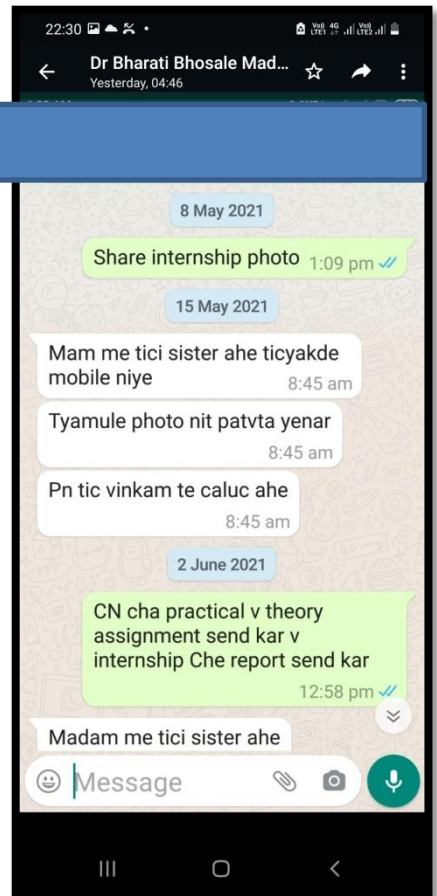 22:30
Dr Bharati Bhosale Mad...
Yesterday, 04:46
8 May 2021
Share internship photo 1:09 pm
15 May 2021
Mam me tici sister ahe ticyakde
mobile niye 8:45 am
Tyamule photo nit patvta yenar
8:45 am
Pn tic vinkam te caluc ahe
8:45 am
2 June 2021
CN cha practical v theory
assignment send kar v
internship Che report send kar
12:58 pm
Madam me tici sister ahe
Message